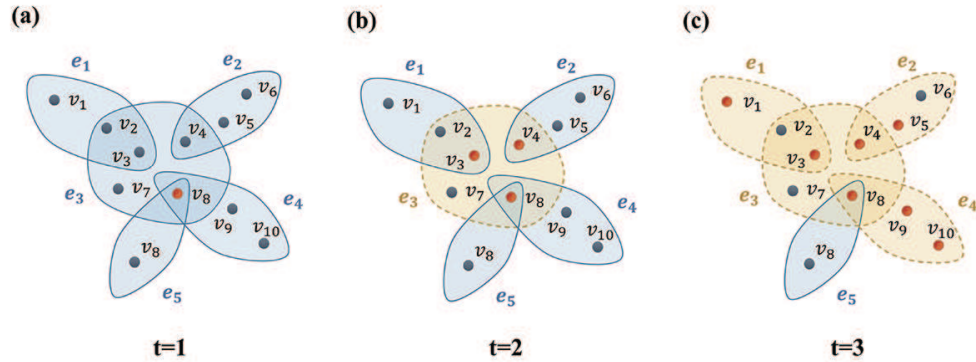 (a)
e₁
e₂
v₁
v₆
v₂
v₄
v₅
v₃
v₇
v₈
e₃
e₄
v₉
v₁₀
v₈
e₅
t=1
(b)
e₁
e₂
v₁
v₆
v₂
v₄
v₅
v₃
v₇
v₈
e₃
e₄
v₉
v₁₀
v₈
e₅
t=2
(c)
e₁
e₂
v₁
v₆
v₂
v₄
v₅
v₃
v₇
v₈
e₃
e₄
v₉
v₁₀
v₈
e₅
t=3